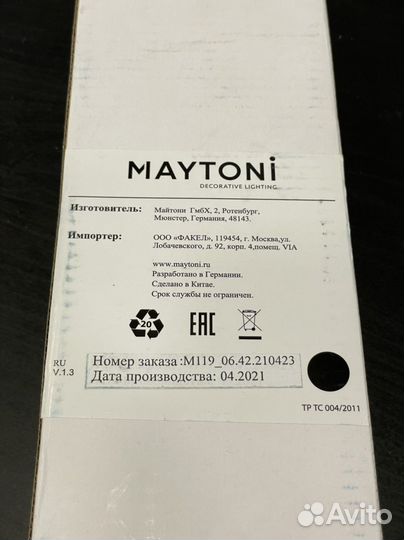 MAYTONi
DECORATIVE LIGHTING
Изготовитель: Майтони ГмбХ, 2, Ротенбург,
Мюнстер, Германия, 48143.
Импортер: ООО «ФАКЕЛ», 119454, г. Москва,ул.
Лобачевского, д. 92, корп. 4,помещ. VIA
www.maytoni.ru
Разработано в Германии.
Сделано в Китае.
Срок службы не ограничен.
20
EAC
RU
V.1.3
Номер заказа :M119_06.42.210423
Дата производства: 04.2021
ТР ТС 004/2011
Avito